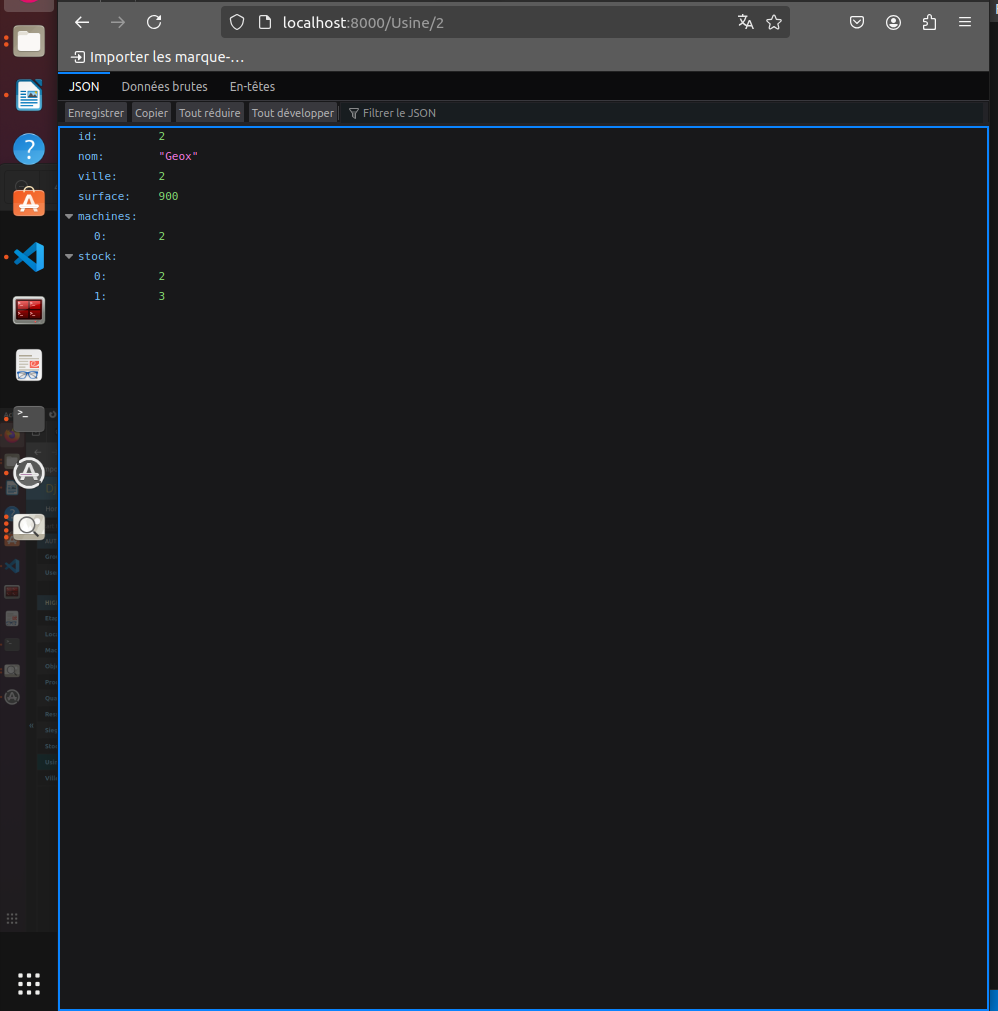 localhost:8000/Usine/2
Importer les marque-…
JSON Données brutes En-têtes
Enregistrer Copier Tout réduire Tout développer Filtrer le JSON
id: 2
nom: "Geox"
ville: 2
surface: 900
machines:
0: 2
stock:
0: 2
1: 3